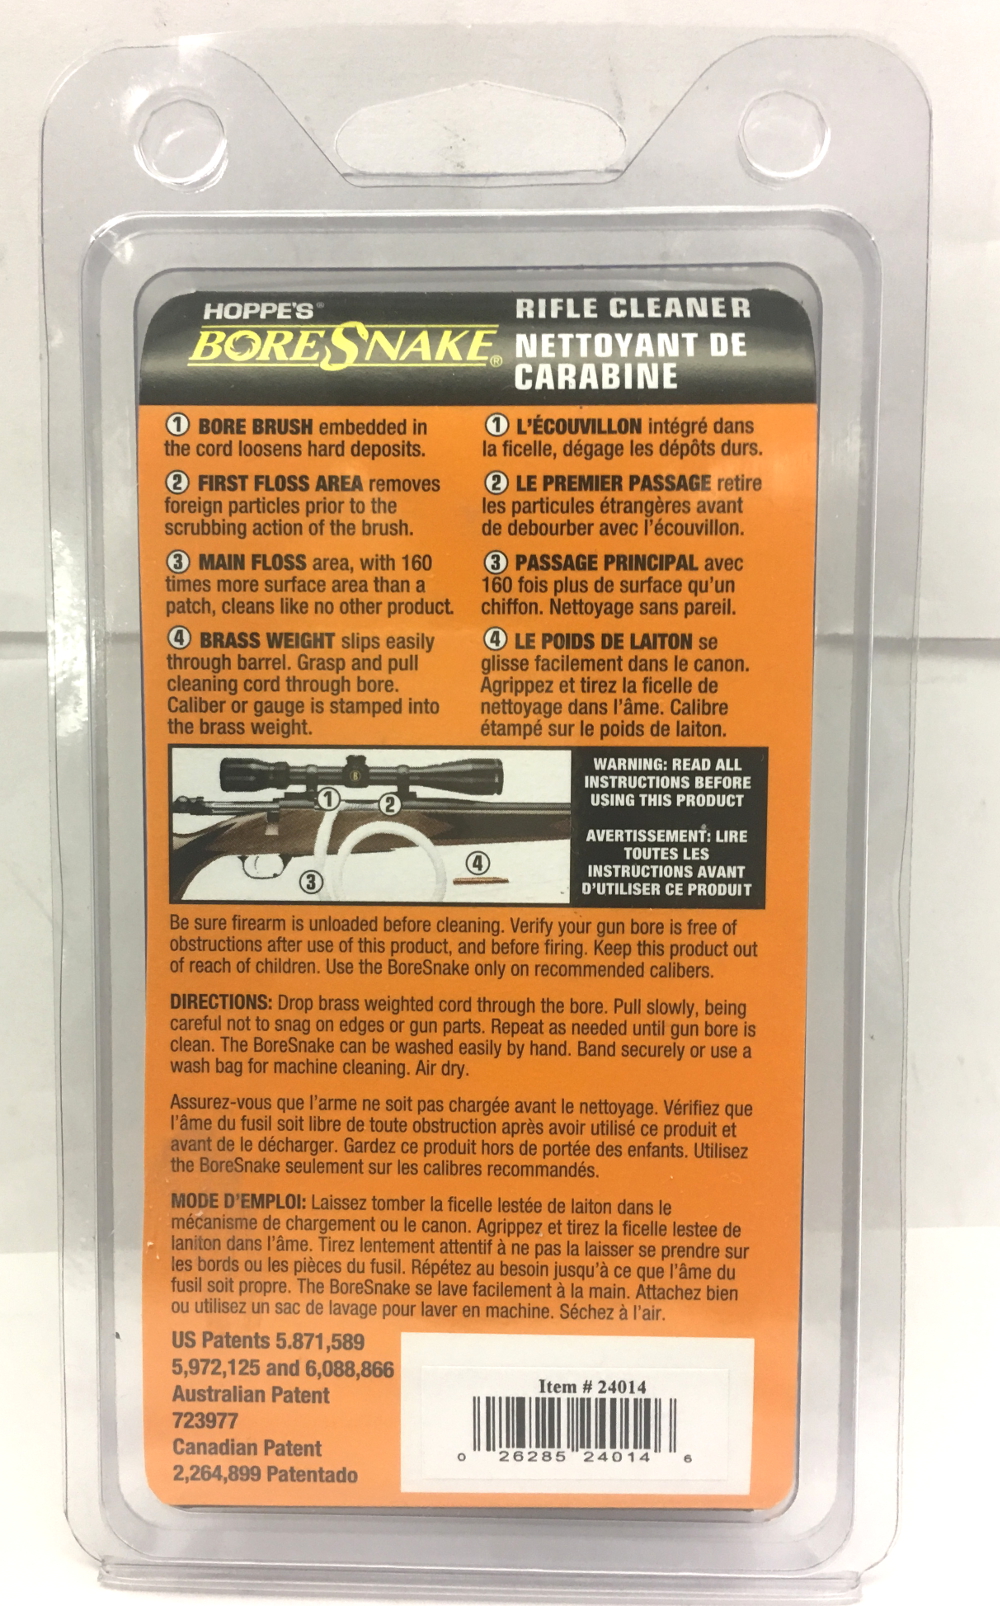 HOPPE'S®
BORESNAKE®
RIFLE CLEANER
NETTOYANT DE
CARABINE
① BORE BRUSH embedded in
the cord loosens hard deposits.
② FIRST FLOSS AREA removes
foreign particles prior to the
scrubbing action of the brush.
③ MAIN FLOSS area, with 160
times more surface area than a
patch, cleans like no other product.
④ BRASS WEIGHT slips easily
through barrel. Grasp and pull
cleaning cord through bore.
Caliber or gauge is stamped into
the brass weight.
① L'ÉCOUVILLON intégré dans
la ficelle, dégage les dépôts durs.
② LE PREMIER PASSAGE retire
les particules étrangères avant
de debourber avec l'écouvillon.
③ PASSAGE PRINCIPAL avec
160 fois plus de surface qu'un
chiffon. Nettoyage sans pareil.
④ LE POIDS DE LAITON se
glisse facilement dans le canon.
Agrippez et tirez la ficelle de
nettoyage dans l'âme. Calibre
étampé sur le poids de laiton.
①
②
③
④
WARNING: READ ALL
INSTRUCTIONS BEFORE
USING THIS PRODUCT
AVERTISSEMENT: LIRE
TOUTES LES
INSTRUCTIONS AVANT
D'UTILISER CE PRODUIT
Be sure firearm is unloaded before cleaning. Verify your gun bore is free of
obstructions after use of this product, and before firing. Keep this product out
of reach of children. Use the BoreSnake only on recommended calibers.
DIRECTIONS: Drop brass weighted cord through the bore. Pull slowly, being
careful not to snag on edges or gun parts. Repeat as needed until gun bore is
clean. The BoreSnake can be washed easily by hand. Band securely or use a
wash bag for machine cleaning. Air dry.
Assurez-vous que l'arme ne soit pas chargée avant le nettoyage. Vérifiez que
l'âme du fusil soit libre de toute obstruction après avoir utilisé ce produit et
avant de le décharger. Gardez ce produit hors de portée des enfants. Utilisez
the BoreSnake seulement sur les calibres recommandés.
MODE D'EMPLOI: Laissez tomber la ficelle lestée de laiton dans le
mécanisme de chargement ou le canon. Agrippez et tirez la ficelle lestee de
laniton dans l'âme. Tirez lentement attentif à ne pas la laisser se prendre sur
les bords ou les pièces du fusil. Répétez au besoin jusqu'à ce que l'âme du
fusil soit propre. The BoreSnake se lave facilement à la main. Attachez bien
ou utilisez un sac de lavage pour laver en machine. Séchez à l'air.
US Patents 5.871,589
5,972,125 and 6,088,866
Australian Patent
723977
Canadian Patent
2,264,899 Patentado
Item # 24014
0 26285 24014 6